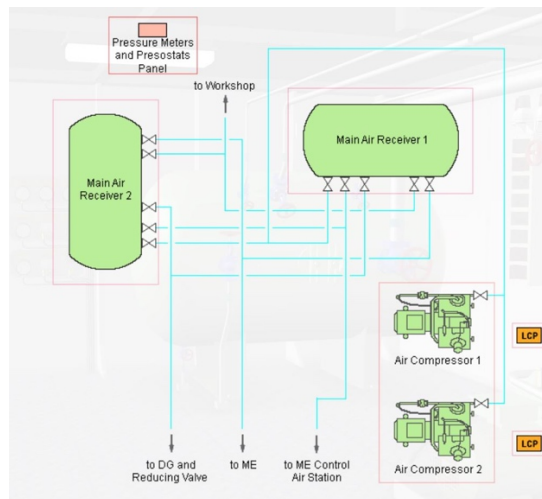 Pressure Meters
and Presostats
Panel
to Workshop
Main Air Receiver 1
Main Air
Receiver 2
LCP
Air Compressor 1
LCP
Air Compressor 2
to DG and
Reducing Valve
to ME
to ME Control
Air Station